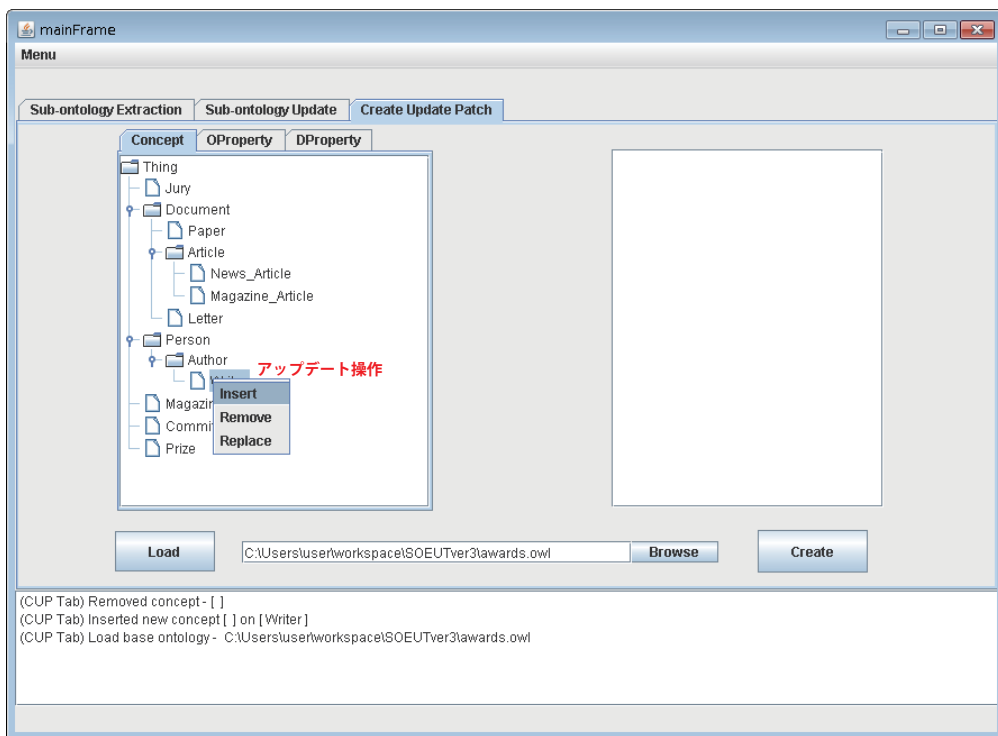 mainFrame
Menu
Sub-ontology Extraction Sub-ontology Update Create Update Patch
Concept OProperty DProperty
Thing
Jury
Document
Paper
Article
News_Article
Magazine_Article
Letter
Person
Author
アップデート操作
Insert
Remove
Replace
Magazin
Commi
Prize
Load C:\Users\user\workspace\SOEUTver3\awards.owl Browse Create
(CUP Tab) Removed concept - [ ]
(CUP Tab) Inserted new concept [ ] on [ Writer ]
(CUP Tab) Load base ontology - C:\Users\user\workspace\SOEUTver3\awards.owl